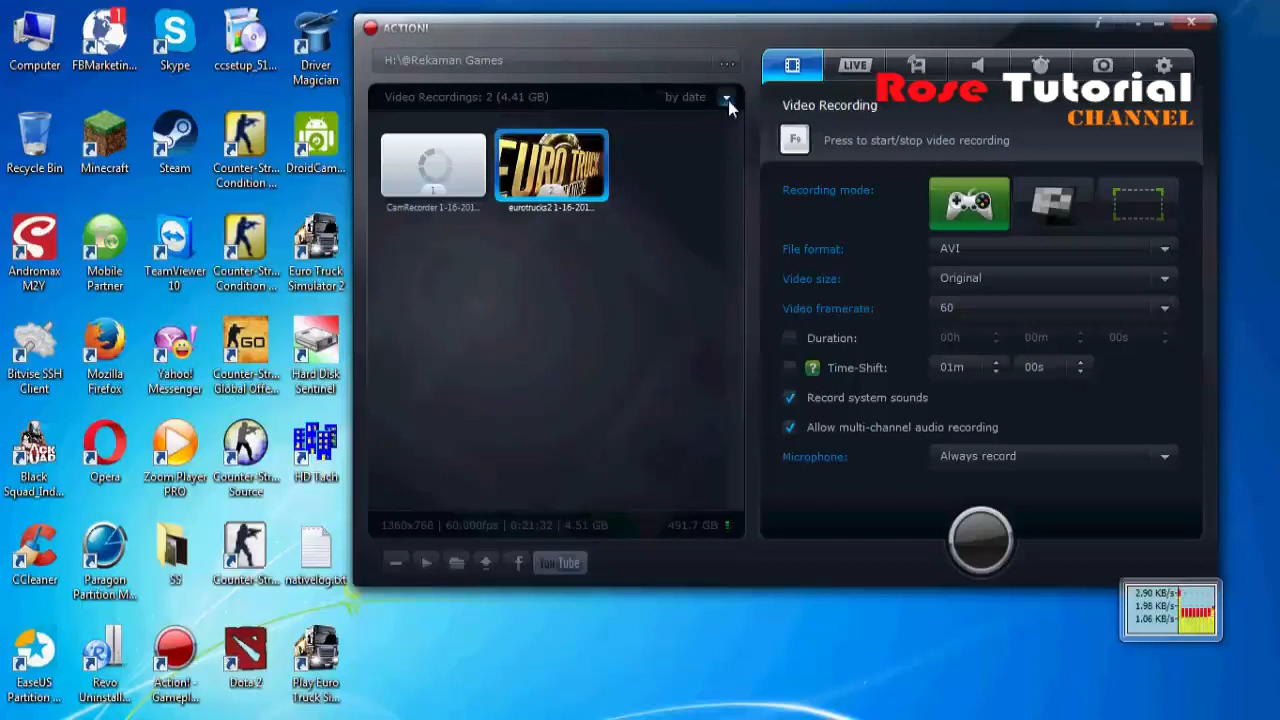 Computer
FBMarketin...
Skype
ccsetup_51...
Driver
Magician
Recycle Bin
Minecraft
Steam
Counter-Str...
Condition ...
DroidCam...
Andromax
M2Y
Mobile
Partner
TeamViewer
10
Counter-Str...
Condition ...
Euro Truck
Simulator 2
Bitvise SSH
Client
Mozilla
Firefox
Yahoo!
Messenger
GO
Counter-Str...
Global Offe...
Hard Disk
Sentinel
Black
Squad_Ind...
Opera
Zoom Player
PRO
Counter-Str...
Source
HD Tach
CCleaner
Paragon
Partition M...
SS
Counter-Str...
nativelog.txt
EaseUS
Partition ...
Revo
Uninstall...
Action! -
Gamepl...
Dota 2
Play Euro
Truck Si...
ACTION!
H:\@Rekaman Games
...
Video Recordings: 2 (4.41 GB)
by date
1
CamRecorder 1-16-201...
EURO TRUCK
2
eurotrucks2 1-16-201...
1360x768 | 60.000fps | 0:21:32 | 4.51 GB
491.7 GB
f
YouTube
LIVE
Rose Tutorial
CHANNEL
Video Recording
F9
Press to start/stop video recording
Recording mode:
File format:
AVI
Video size:
Original
Video framerate:
60
Duration:
00h
00m
00s
?
Time-Shift:
01m
00s
Record system sounds
Allow multi-channel audio recording
Microphone:
Always record
2.90 KB/s
1.98 KB/s
1.06 KB/s